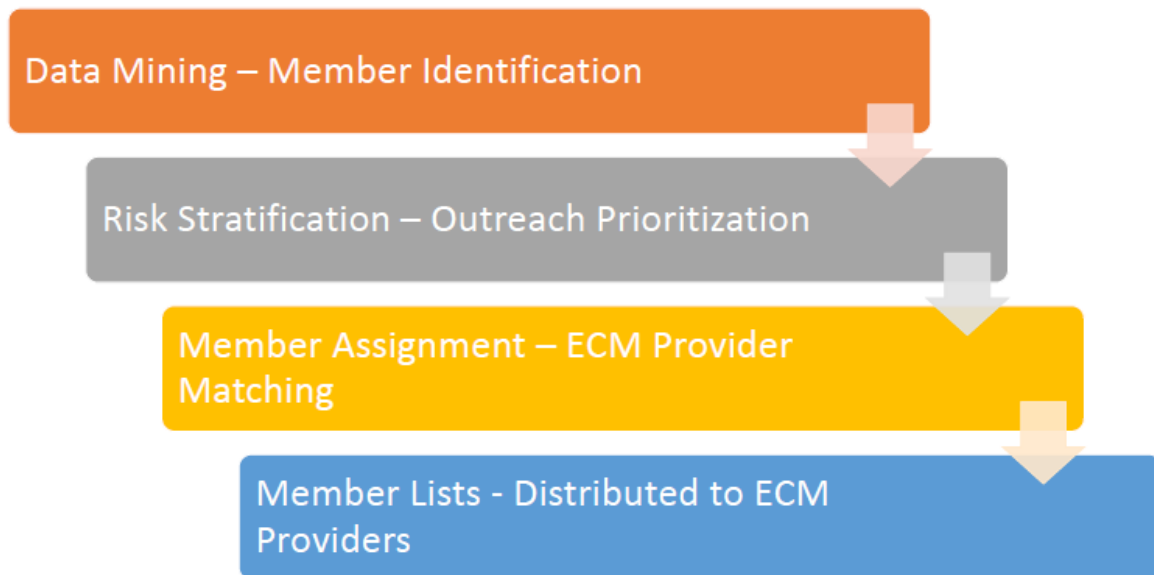 Data Mining – Member Identification
Risk Stratification – Outreach Prioritization
Member Assignment – ECM Provider
Matching
Member Lists - Distributed to ECM
Providers